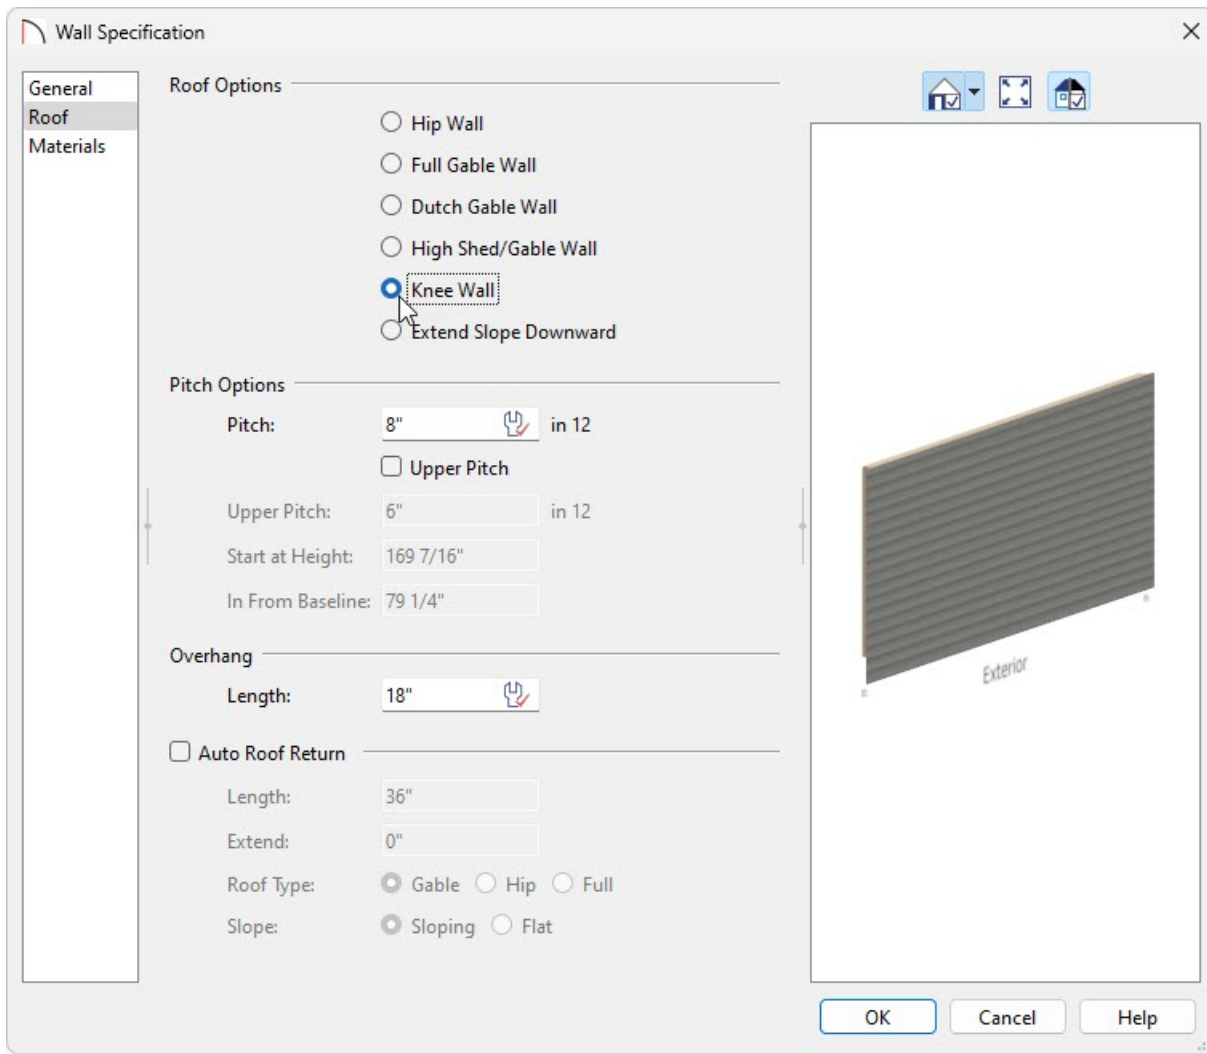 Wall Specification
General
Roof
Materials
Roof Options
Hip Wall
Full Gable Wall
Dutch Gable Wall
High Shed/Gable Wall
Knee Wall
Extend Slope Downward
Pitch Options
Pitch: 8" in 12
Upper Pitch
Upper Pitch: 6" in 12
Start at Height: 169 7/16"
In From Baseline: 79 1/4"
Overhang
Length: 18"
Auto Roof Return
Length: 36"
Extend: 0"
Roof Type: Gable Hip Full
Slope: Sloping Flat
Exterior
OK Cancel Help